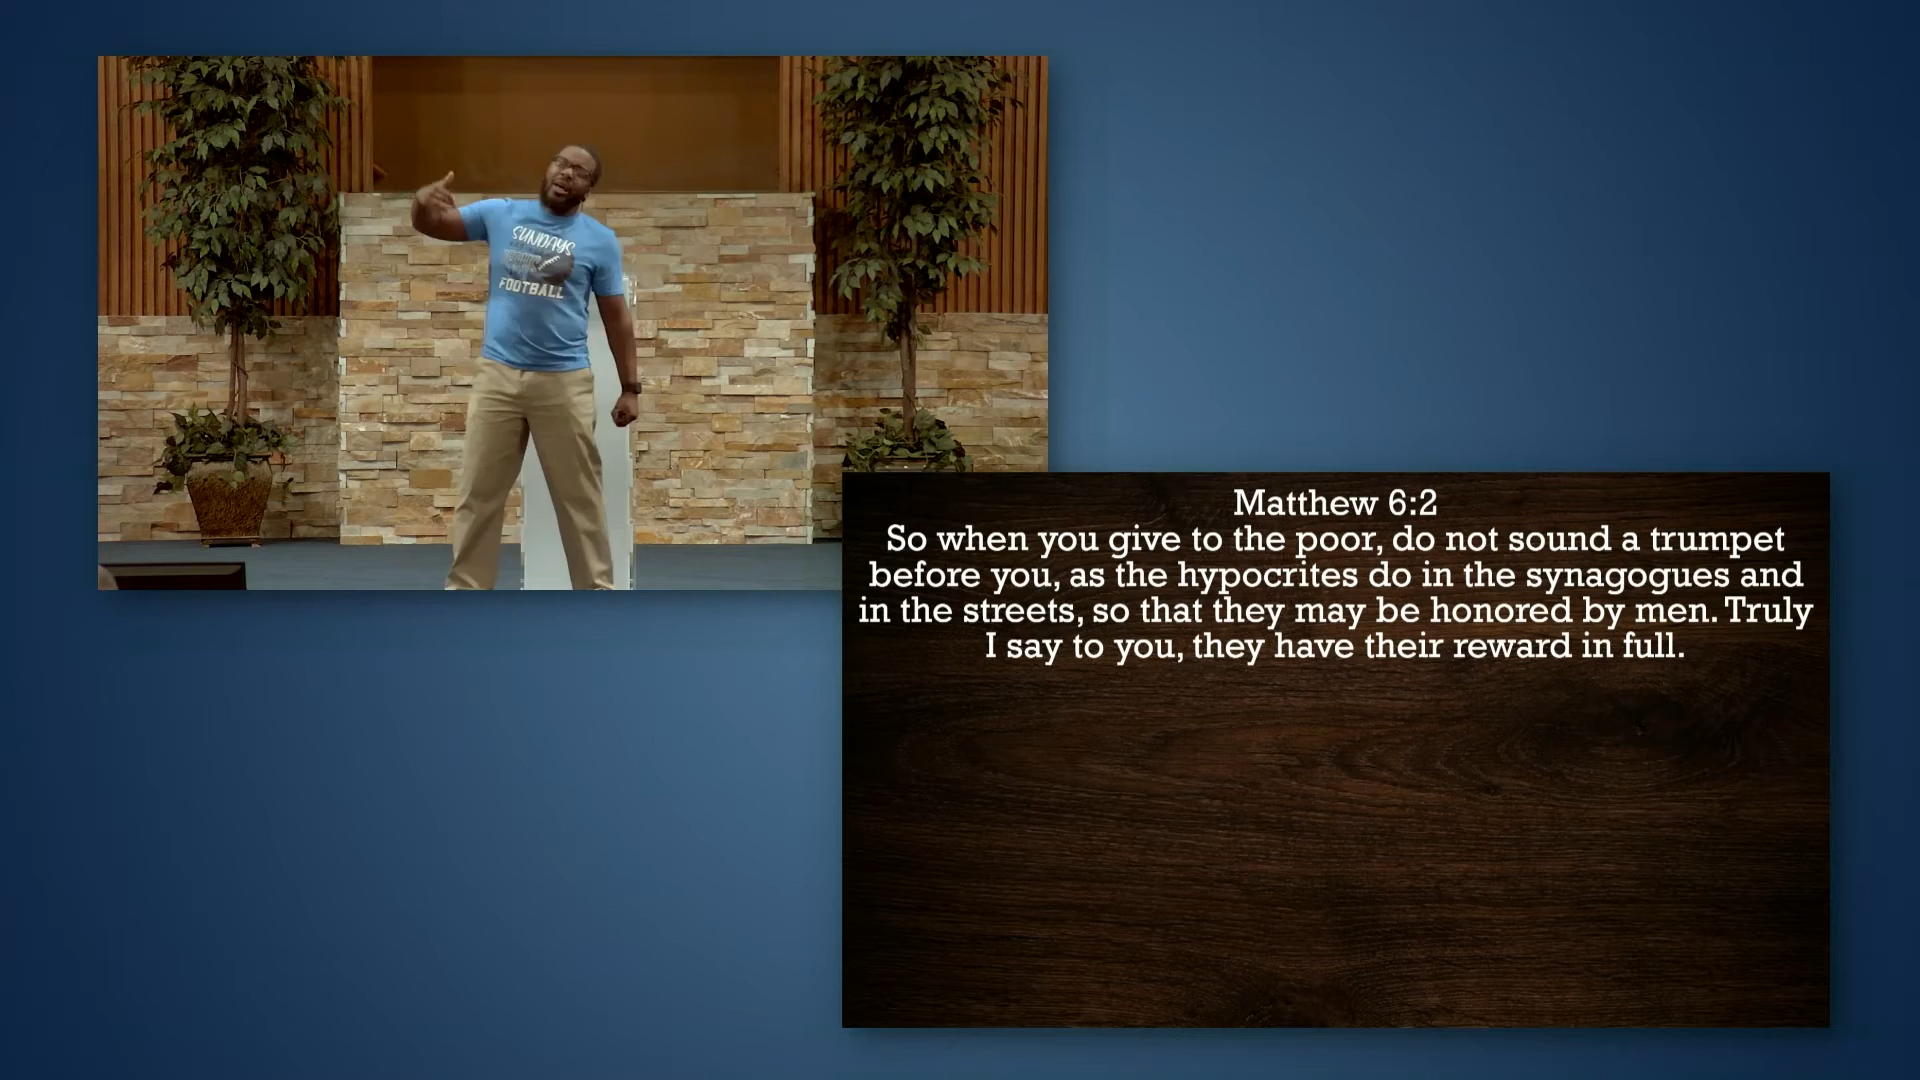 SUNDAYS
FOOTBALL
Matthew 6:2
So when you give to the poor, do not sound a trumpet
before you, as the hypocrites do in the synagogues and
in the streets, so that they may be honored by men. Truly
I say to you, they have their reward in full.